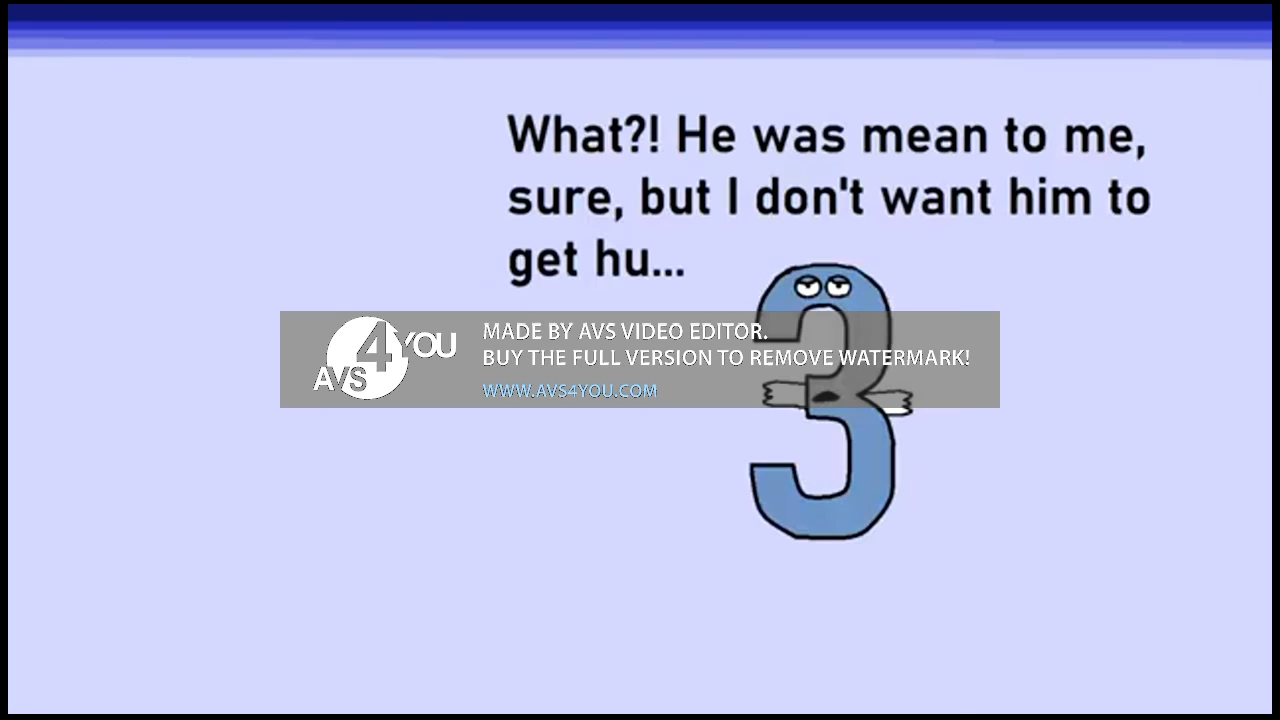 What?! He was mean to me,
sure, but I don't want him to
get hu...
MADE BY AVS VIDEO EDITOR.
BUY THE FULL VERSION TO REMOVE WATERMARK!
WWW.AVS4YOU.COM
AVS4YOU
3